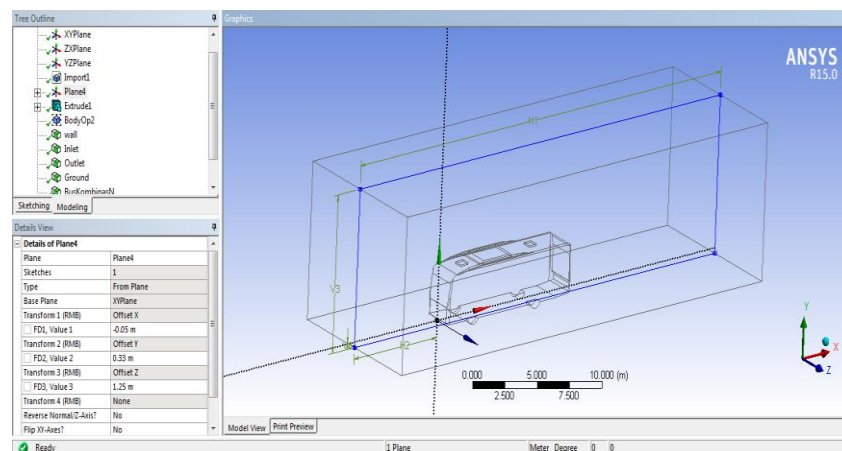 Tree Outline
XYPlane
ZXPlane
YZPlane
Import1
Plane4
Extrude1
BodyOp2
wall
Inlet
Outlet
Ground
BusKombinasN
Sketching Modeling
Details View
Details of Plane4
Plane Plane4
Sketches 1
Type From Plane
Base Plane XYPlane
Transform 1 (RMB) Offset X
FD1, Value 1 -0.05 m
Transform 2 (RMB) Offset Y
FD2, Value 2 0.33 m
Transform 3 (RMB) Offset Z
FD3, Value 3 1.25 m
Transform 4 (RMB) None
Reverse Normal/Z-Axis? No
Flip XY-Axes? No
Graphics
ANSYS
R15.0
H1
V3
H2
0.000 5.000 10.000 (m)
2.500 7.500
Y
X
Z
Model View Print Preview
Ready 1 Plane Meter Degree 0 0